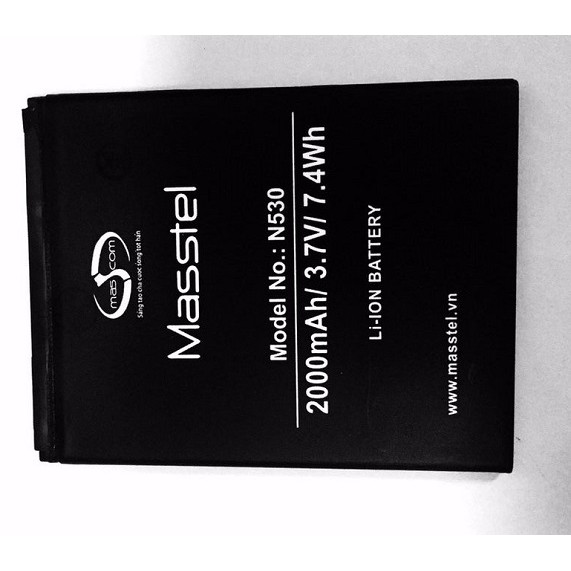 mascom
Sáng tạo cho cuộc sống tốt hơn
Masstel
Model No.: N530
2000mAh/ 3.7V/ 7.4Wh
Li-ION BATTERY
www.masstel.vn